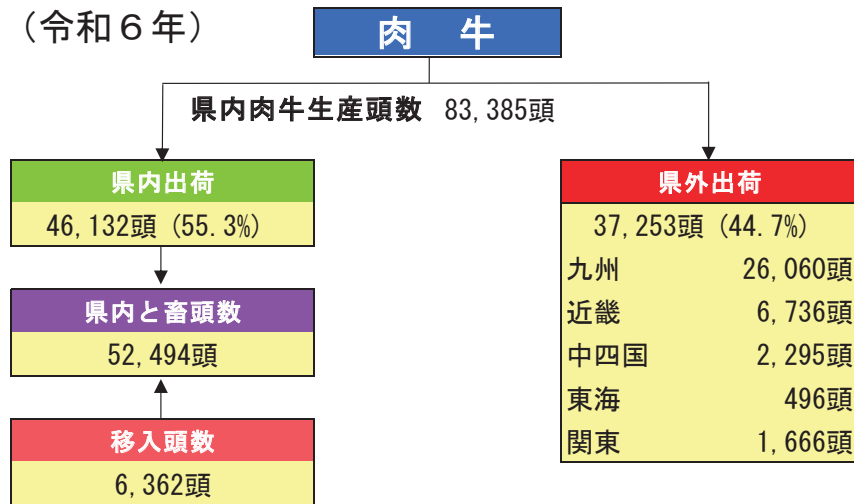 （令和６年）
肉　牛
県内肉牛生産頭数 83,385頭
県内出荷
46,132頭 (55.3%)
県内と畜頭数
52,494頭
移入頭数
6,362頭
県外出荷
37,253頭 (44.7%)
九州 26,060頭
近畿 6,736頭
中四国 2,295頭
東海 496頭
関東 1,666頭